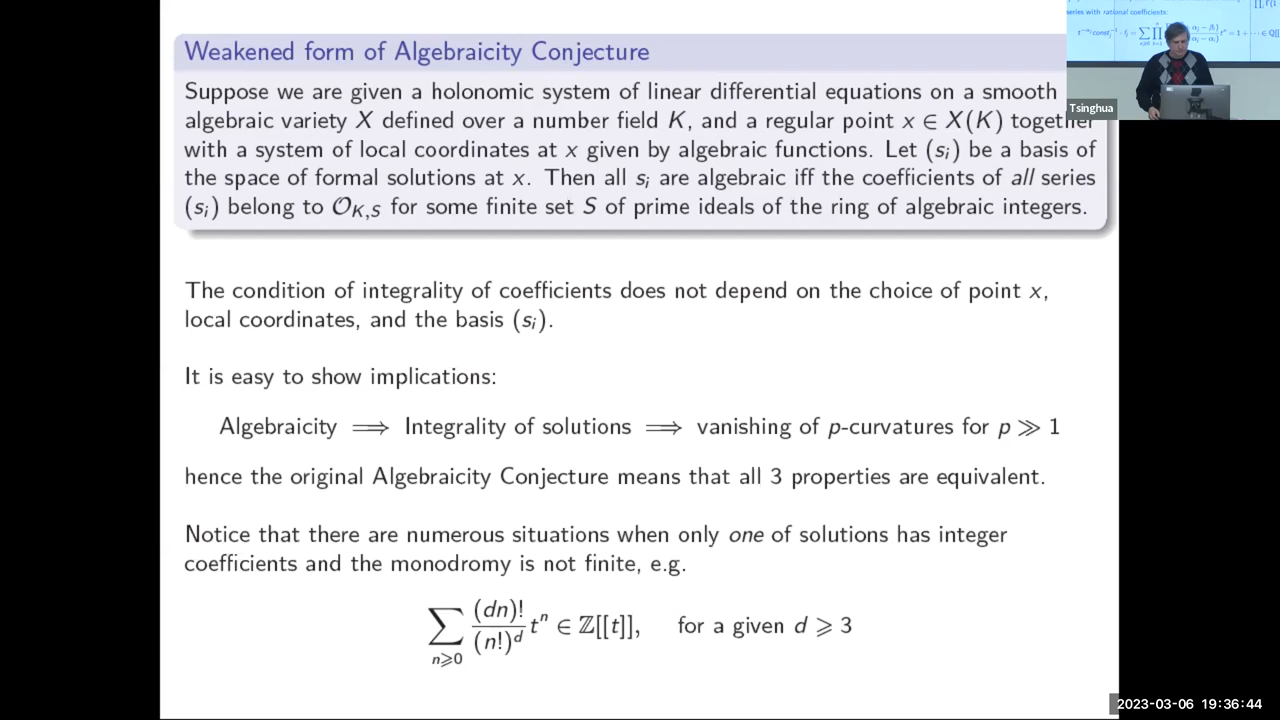 Weakened form of Algebraicity Conjecture
Suppose we are given a holonomic system of linear differential equations on a smooth
algebraic variety X defined over a number field K, and a regular point x ∈ X(K) together
with a system of local coordinates at x given by algebraic functions. Let (sᵢ) be a basis of
the space of formal solutions at x. Then all sᵢ are algebraic iff the coefficients of all series
(sᵢ) belong to 𝒪_{K,S} for some finite set S of prime ideals of the ring of algebraic integers.
The condition of integrality of coefficients does not depend on the choice of point x,
local coordinates, and the basis (sᵢ).
It is easy to show implications:
Algebraicity ⟹ Integrality of solutions ⟹ vanishing of p-curvatures for p ≫ 1
hence the original Algebraicity Conjecture means that all 3 properties are equivalent.
Notice that there are numerous situations when only one of solutions has integer
coefficients and the monodromy is not finite, e.g.
∑_{n⩾0} (dn)!/(n!)^d t^n ∈ ℤ[[t]], for a given d ⩾ 3
series with rational coefficients:
Tsinghua
2023-03-06 19:36:44